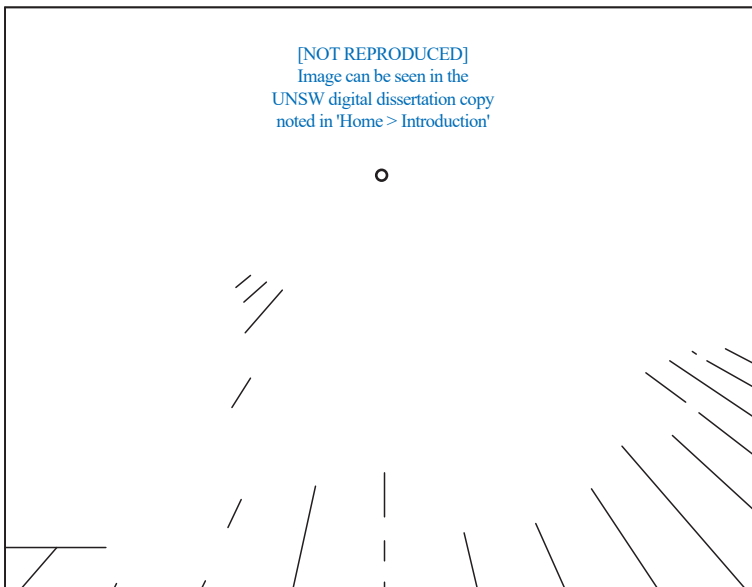 [NOT REPRODUCED]
Image can be seen in the
UNSW digital dissertation copy
noted in 'Home > Introduction'